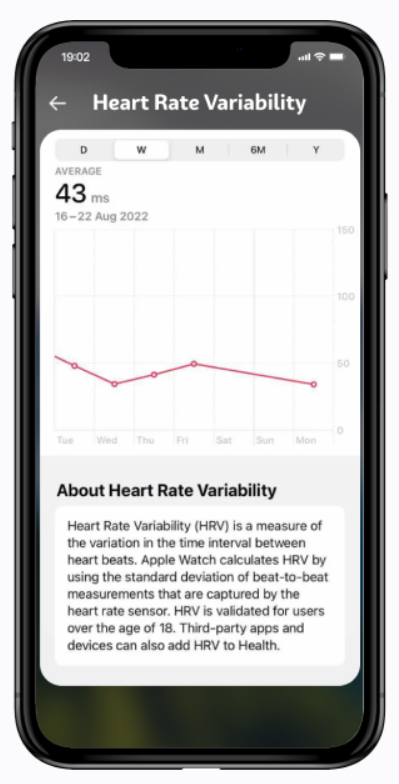 19:02
Heart Rate Variability
D W M 6M Y
AVERAGE
43 ms
16–22 Aug 2022
150
100
50
0
Tue Wed Thu Fri Sat Sun Mon
About Heart Rate Variability
Heart Rate Variability (HRV) is a measure of
the variation in the time interval between
heart beats. Apple Watch calculates HRV by
using the standard deviation of beat-to-beat
measurements that are captured by the
heart rate sensor. HRV is validated for users
over the age of 18. Third-party apps and
devices can also add HRV to Health.